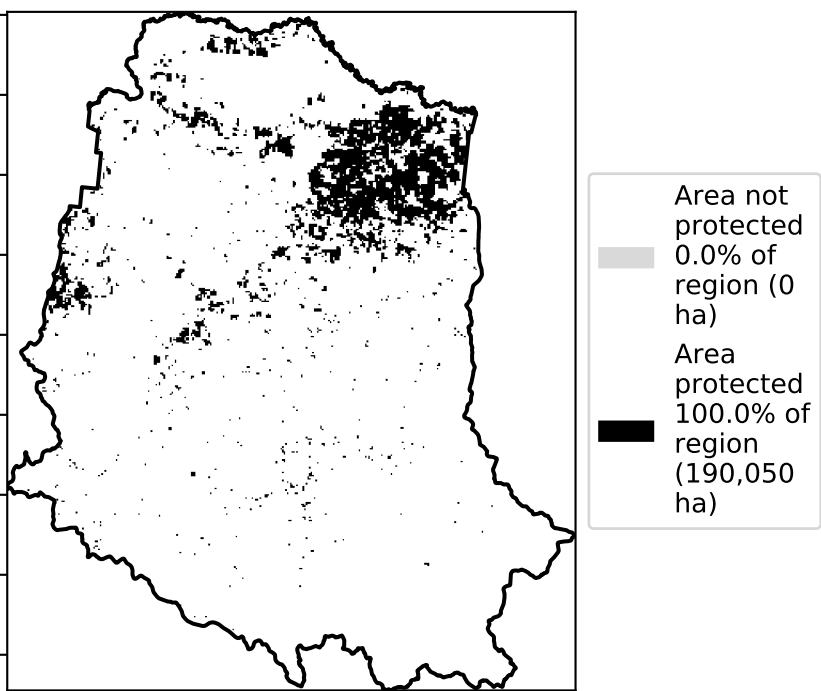 Area not
protected
0.0% of
region (0
ha)
Area
protected
100.0% of
region
(190,050
ha)